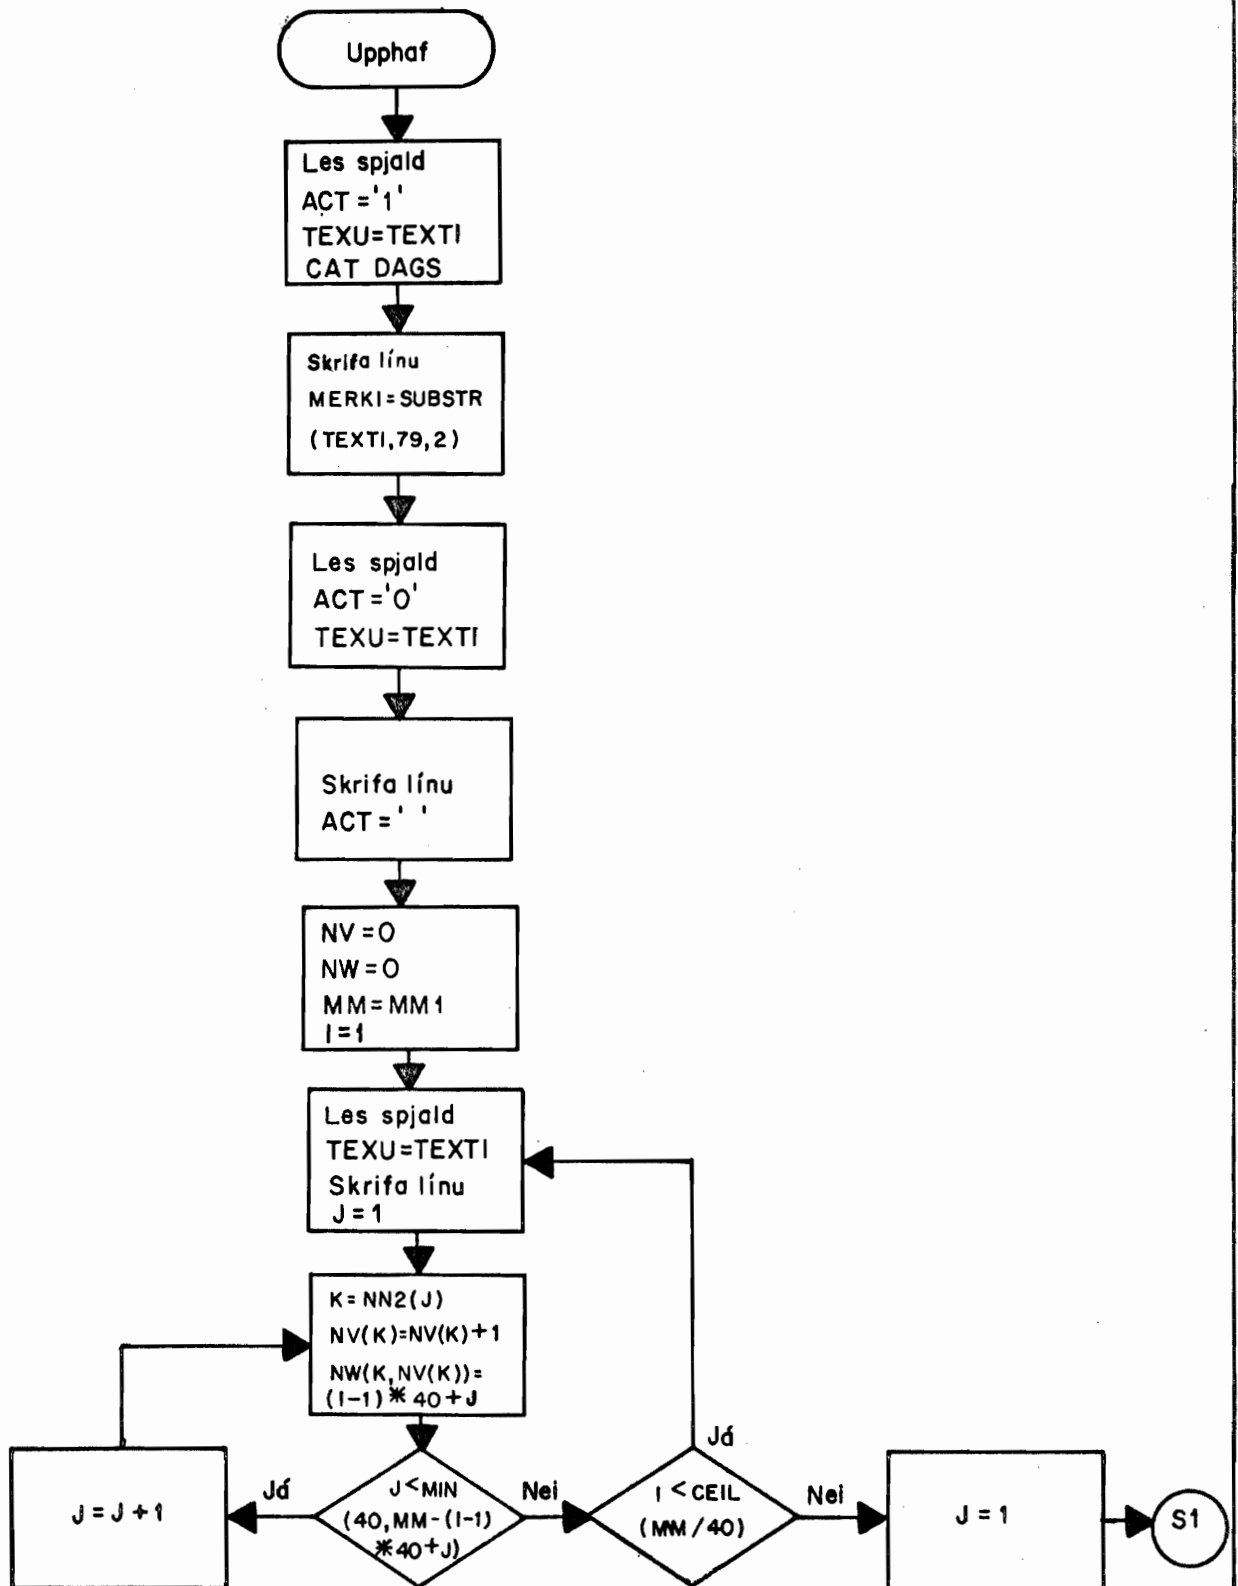 Upphaf
Les spjald
ACT='1'
TEXU=TEXTI
CAT DAGS
Skrifa línu
MERKI=SUBSTR
(TEXTI,79,2)
Les spjald
ACT='0'
TEXU=TEXTI
Skrifa línu
ACT=' '
NV=0
NW=0
MM=MM1
I=1
Les spjald
TEXU=TEXTI
Skrifa línu
J=1
K=NN2(J)
NV(K)=NV(K)+1
NW(K,NV(K))=
(I-1)*40+J
J<MIN
(40,MM-(I-1)
*40+J)
Já
J=J+1
Nei
I<CEIL
(MM/40)
Já
Nei
J=1
S1